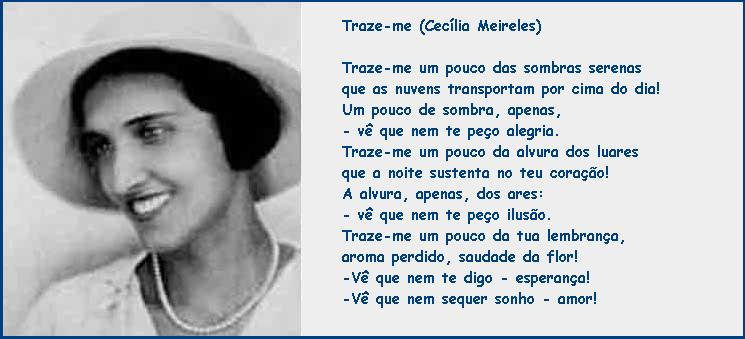 Traze-me (Cecília Meireles)
Traze-me um pouco das sombras serenas
que as nuvens transportam por cima do dia!
Um pouco de sombra, apenas,
- vê que nem te peço alegria.
Traze-me um pouco da alvura dos luares
que a noite sustenta no teu coração!
A alvura, apenas, dos ares:
- vê que nem te peço ilusão.
Traze-me um pouco da tua lembrança,
aroma perdido, saudade da flor!
-Vê que nem te digo - esperança!
-Vê que nem sequer sonho - amor!